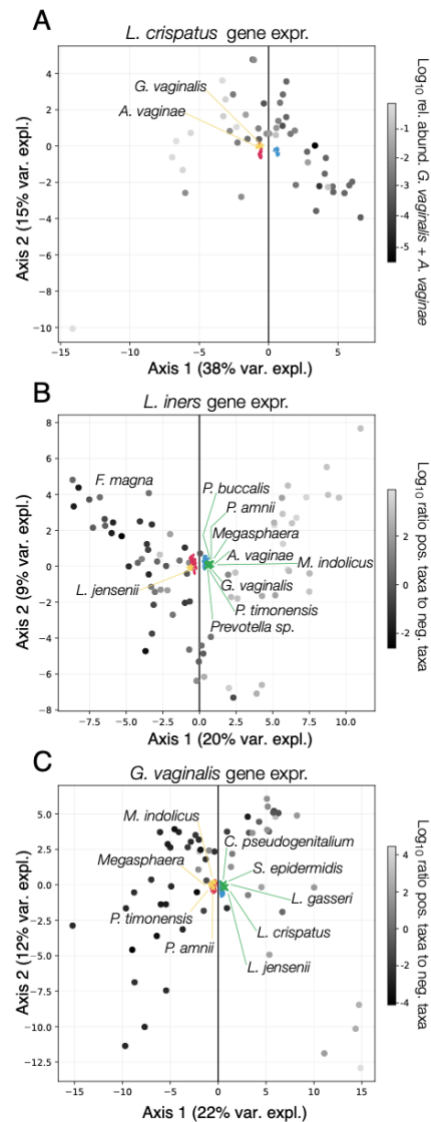 A
L. crispatus gene expr.
G. vaginalis
A. vaginae
4
2
0
−2
−4
−6
−8
−10
−15
−10
−5
0
5
Axis 2 (15% var. expl.)
Axis 1 (38% var. expl.)
-1
-2
-3
-4
-5
Log10 rel. abund. G. vaginalis + A. vaginae
B
L. iners gene expr.
F. magna
P. buccalis
P. amnii
Megasphaera
A. vaginae
M. indolicus
L. jensenii
G. vaginalis
P. timonensis
Prevotella sp.
8
6
4
2
0
−2
−4
−6
−8
−7.5
−5.0
−2.5
0.0
2.5
5.0
7.5
10.0
Axis 2 (9% var. expl.)
Axis 1 (20% var. expl.)
2
0
-2
Log10 ratio pos. taxa to neg. taxa
C
G. vaginalis gene expr.
M. indolicus
C. pseudogenitalium
Megasphaera
S. epidermidis
L. gasseri
P. timonensis
L. crispatus
P. amnii
L. jensenii
5.0
2.5
0.0
−2.5
−5.0
−7.5
−10.0
−12.5
−15
−10
−5
0
5
10
15
Axis 2 (12% var. expl.)
Axis 1 (22% var. expl.)
4
2
0
-2
-4
Log10 ratio pos. taxa to neg. taxa